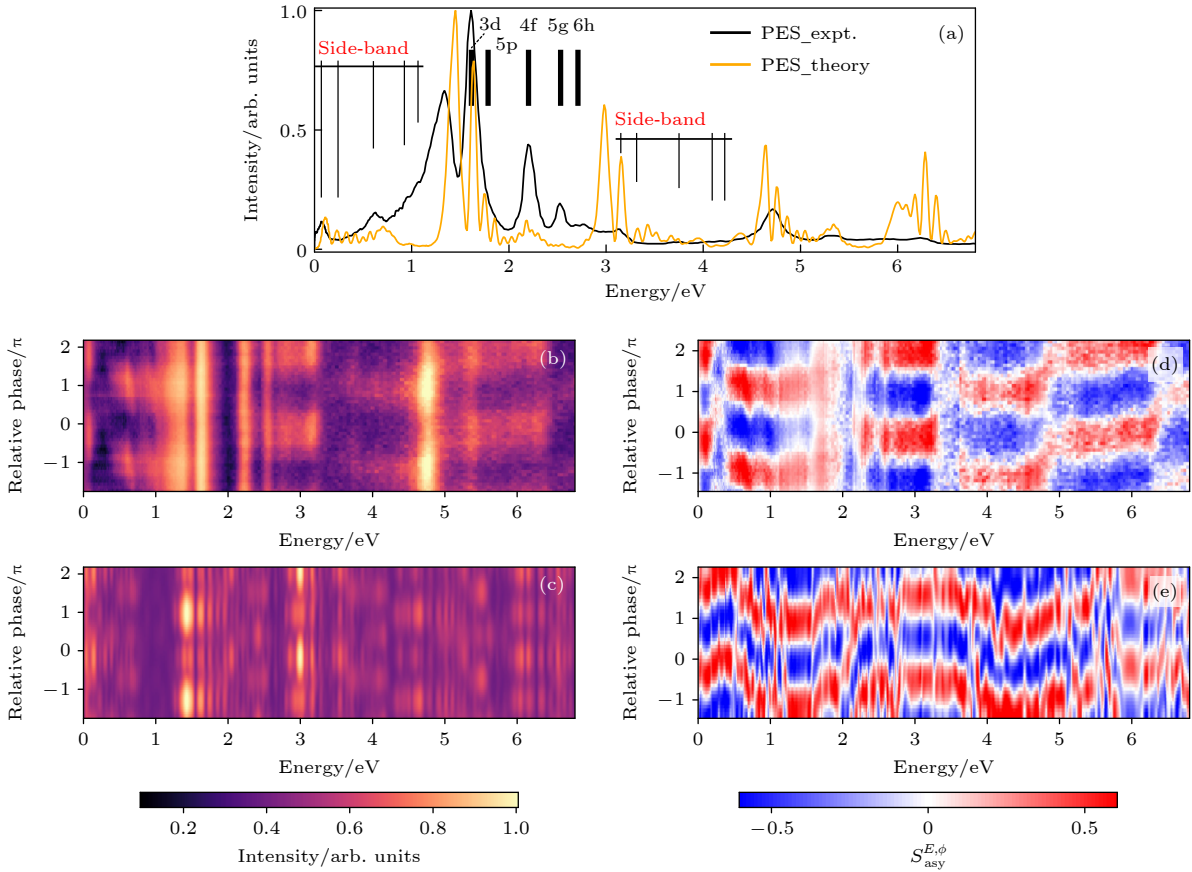 1.0
0.5
0
Intensity/arb. units
3d
5p
4f
5g
6h
Side-band
Side-band
PES_expt.
PES_theory
(a)
0 1 2 3 4 5 6
Energy/eV
2
1
0
−1
Relative phase/π
(b)
0 1 2 3 4 5 6
Energy/eV
2
1
0
−1
Relative phase/π
(d)
0 1 2 3 4 5 6
Energy/eV
2
1
0
−1
Relative phase/π
(c)
0 1 2 3 4 5 6
Energy/eV
2
1
0
−1
Relative phase/π
(e)
0 1 2 3 4 5 6
Energy/eV
0.2 0.4 0.6 0.8 1.0
Intensity/arb. units
−0.5 0 0.5
S_asy^E,ϕ